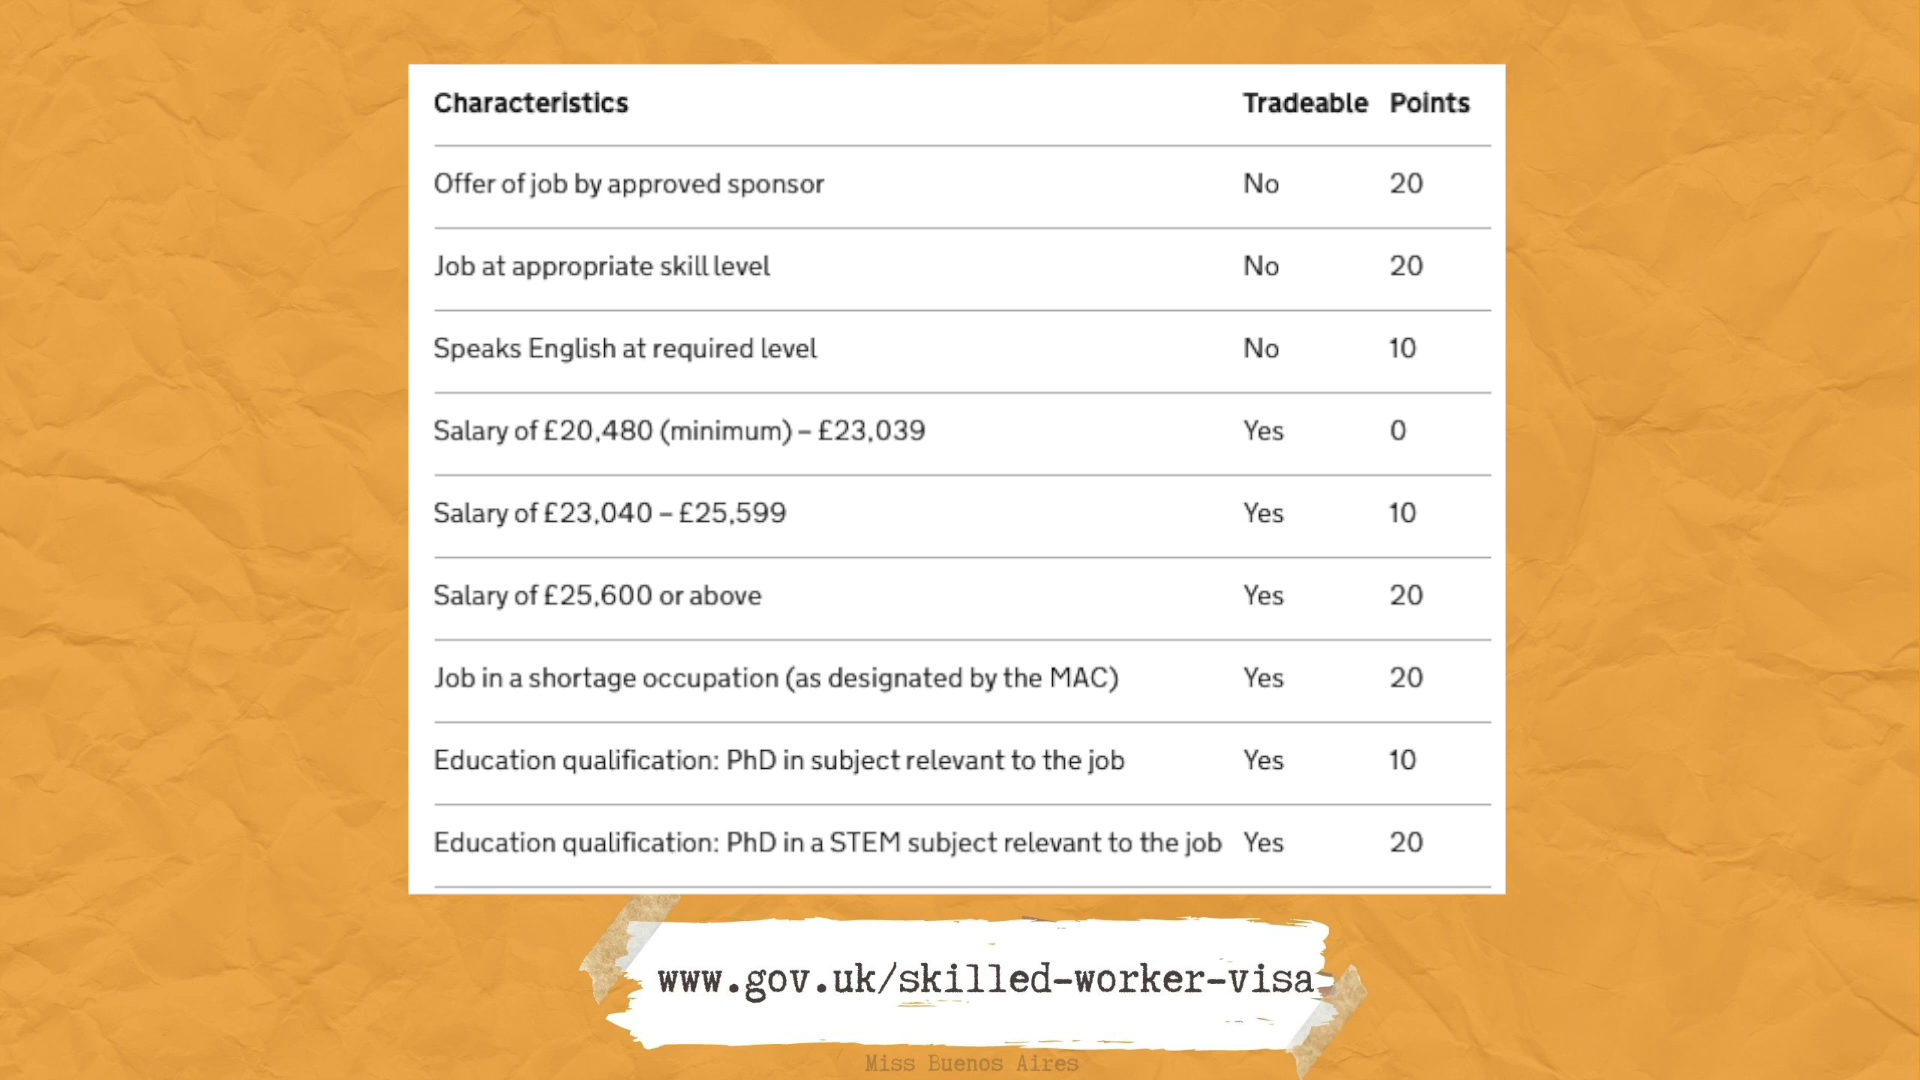 Characteristics Tradeable Points
Offer of job by approved sponsor No 20
Job at appropriate skill level No 20
Speaks English at required level No 10
Salary of £20,480 (minimum) – £23,039 Yes 0
Salary of £23,040 – £25,599 Yes 10
Salary of £25,600 or above Yes 20
Job in a shortage occupation (as designated by the MAC) Yes 20
Education qualification: PhD in subject relevant to the job Yes 10
Education qualification: PhD in a STEM subject relevant to the job Yes 20
www.gov.uk/skilled-worker-visa
Miss Buenos Aires